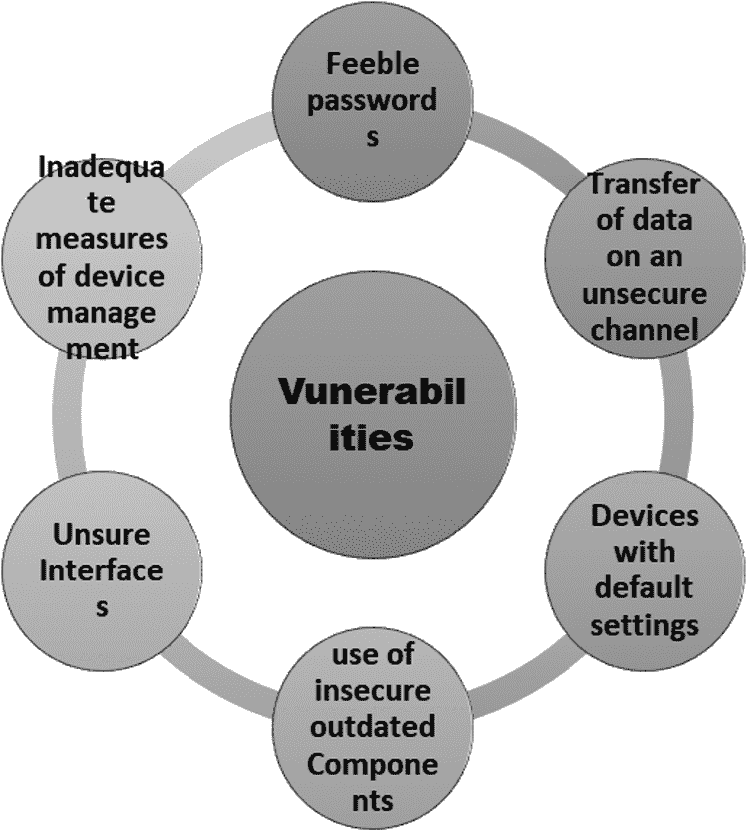 Feeble
password
s
Transfer
of data
on an
unsecure
channel
Devices
with
default
settings
use of
insecure
outdated
Compone
nts
Unsure
Interface
s
Inadequa
te
measures
of device
manage
ment
Vunerabil
ities